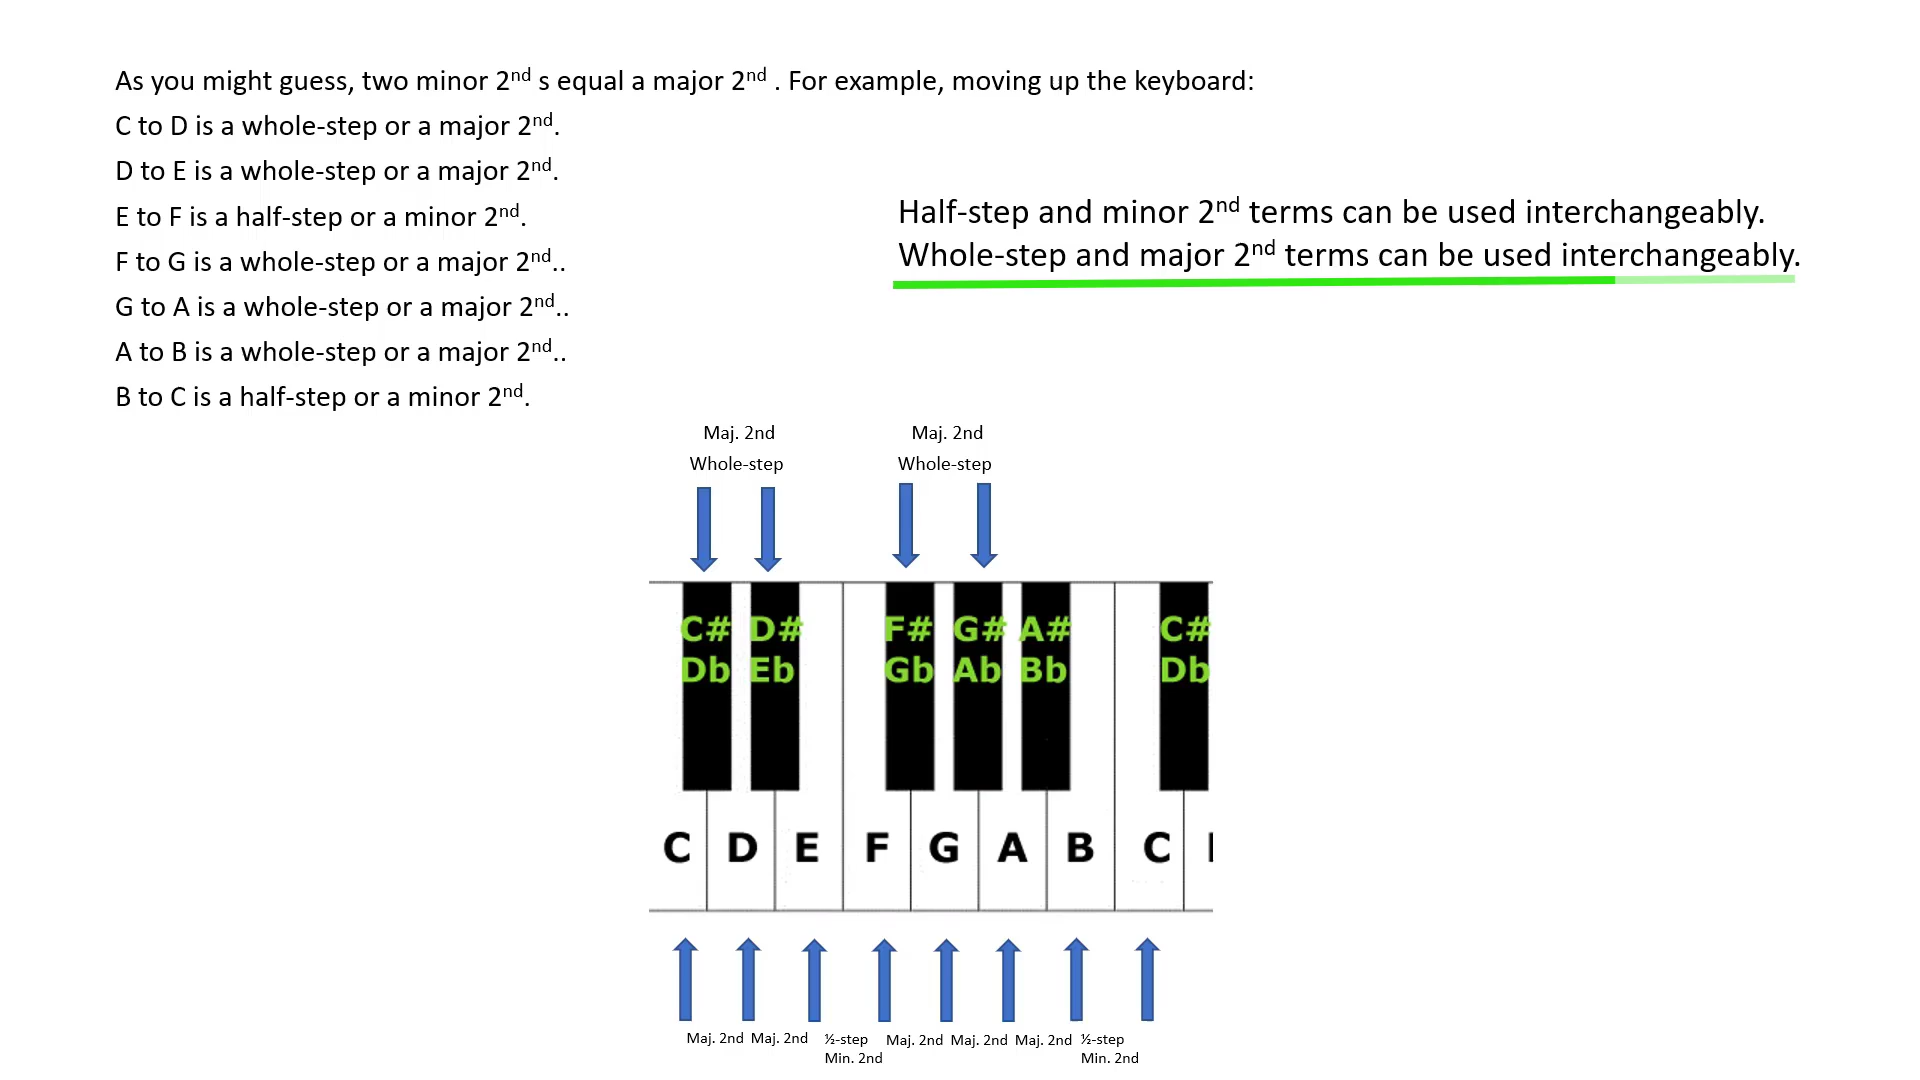 As you might guess, two minor 2nd s equal a major 2nd . For example, moving up the keyboard:
C to D is a whole-step or a major 2nd.
D to E is a whole-step or a major 2nd.
E to F is a half-step or a minor 2nd.
F to G is a whole-step or a major 2nd..
G to A is a whole-step or a major 2nd..
A to B is a whole-step or a major 2nd..
B to C is a half-step or a minor 2nd.
Half-step and minor 2nd terms can be used interchangeably.
Whole-step and major 2nd terms can be used interchangeably.
Maj. 2nd Maj. 2nd
Whole-step Whole-step
C# D# F# G# A# C#
Db Eb Gb Ab Bb Db
C D E F G A B C
Maj. 2nd Maj. 2nd ½-step Maj. 2nd Maj. 2nd Maj. 2nd ½-step
Min. 2nd Min. 2nd